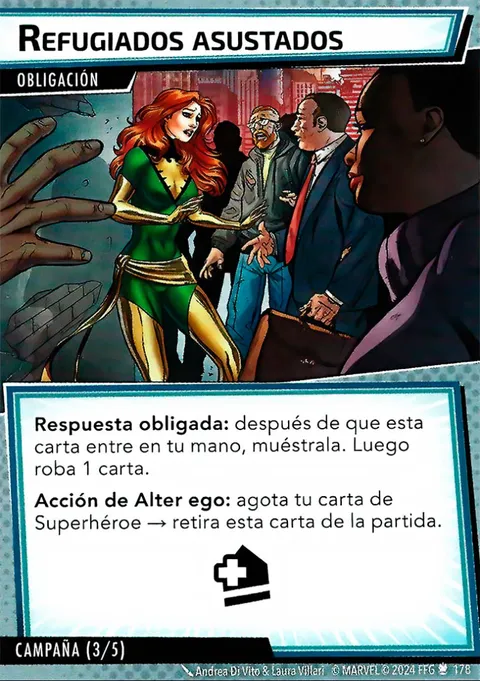 REFUGIADOS ASUSTADOS
OBLIGACIÓN
Respuesta obligada: después de que esta
carta entre en tu mano, muéstrala. Luego
roba 1 carta.
Acción de Alter ego: agota tu carta de
Superhéroe → retira esta carta de la partida.
CAMPAÑA (3/5)
Andrea Di Vito & Laura Villari © MARVEL © 2024 FFG 178